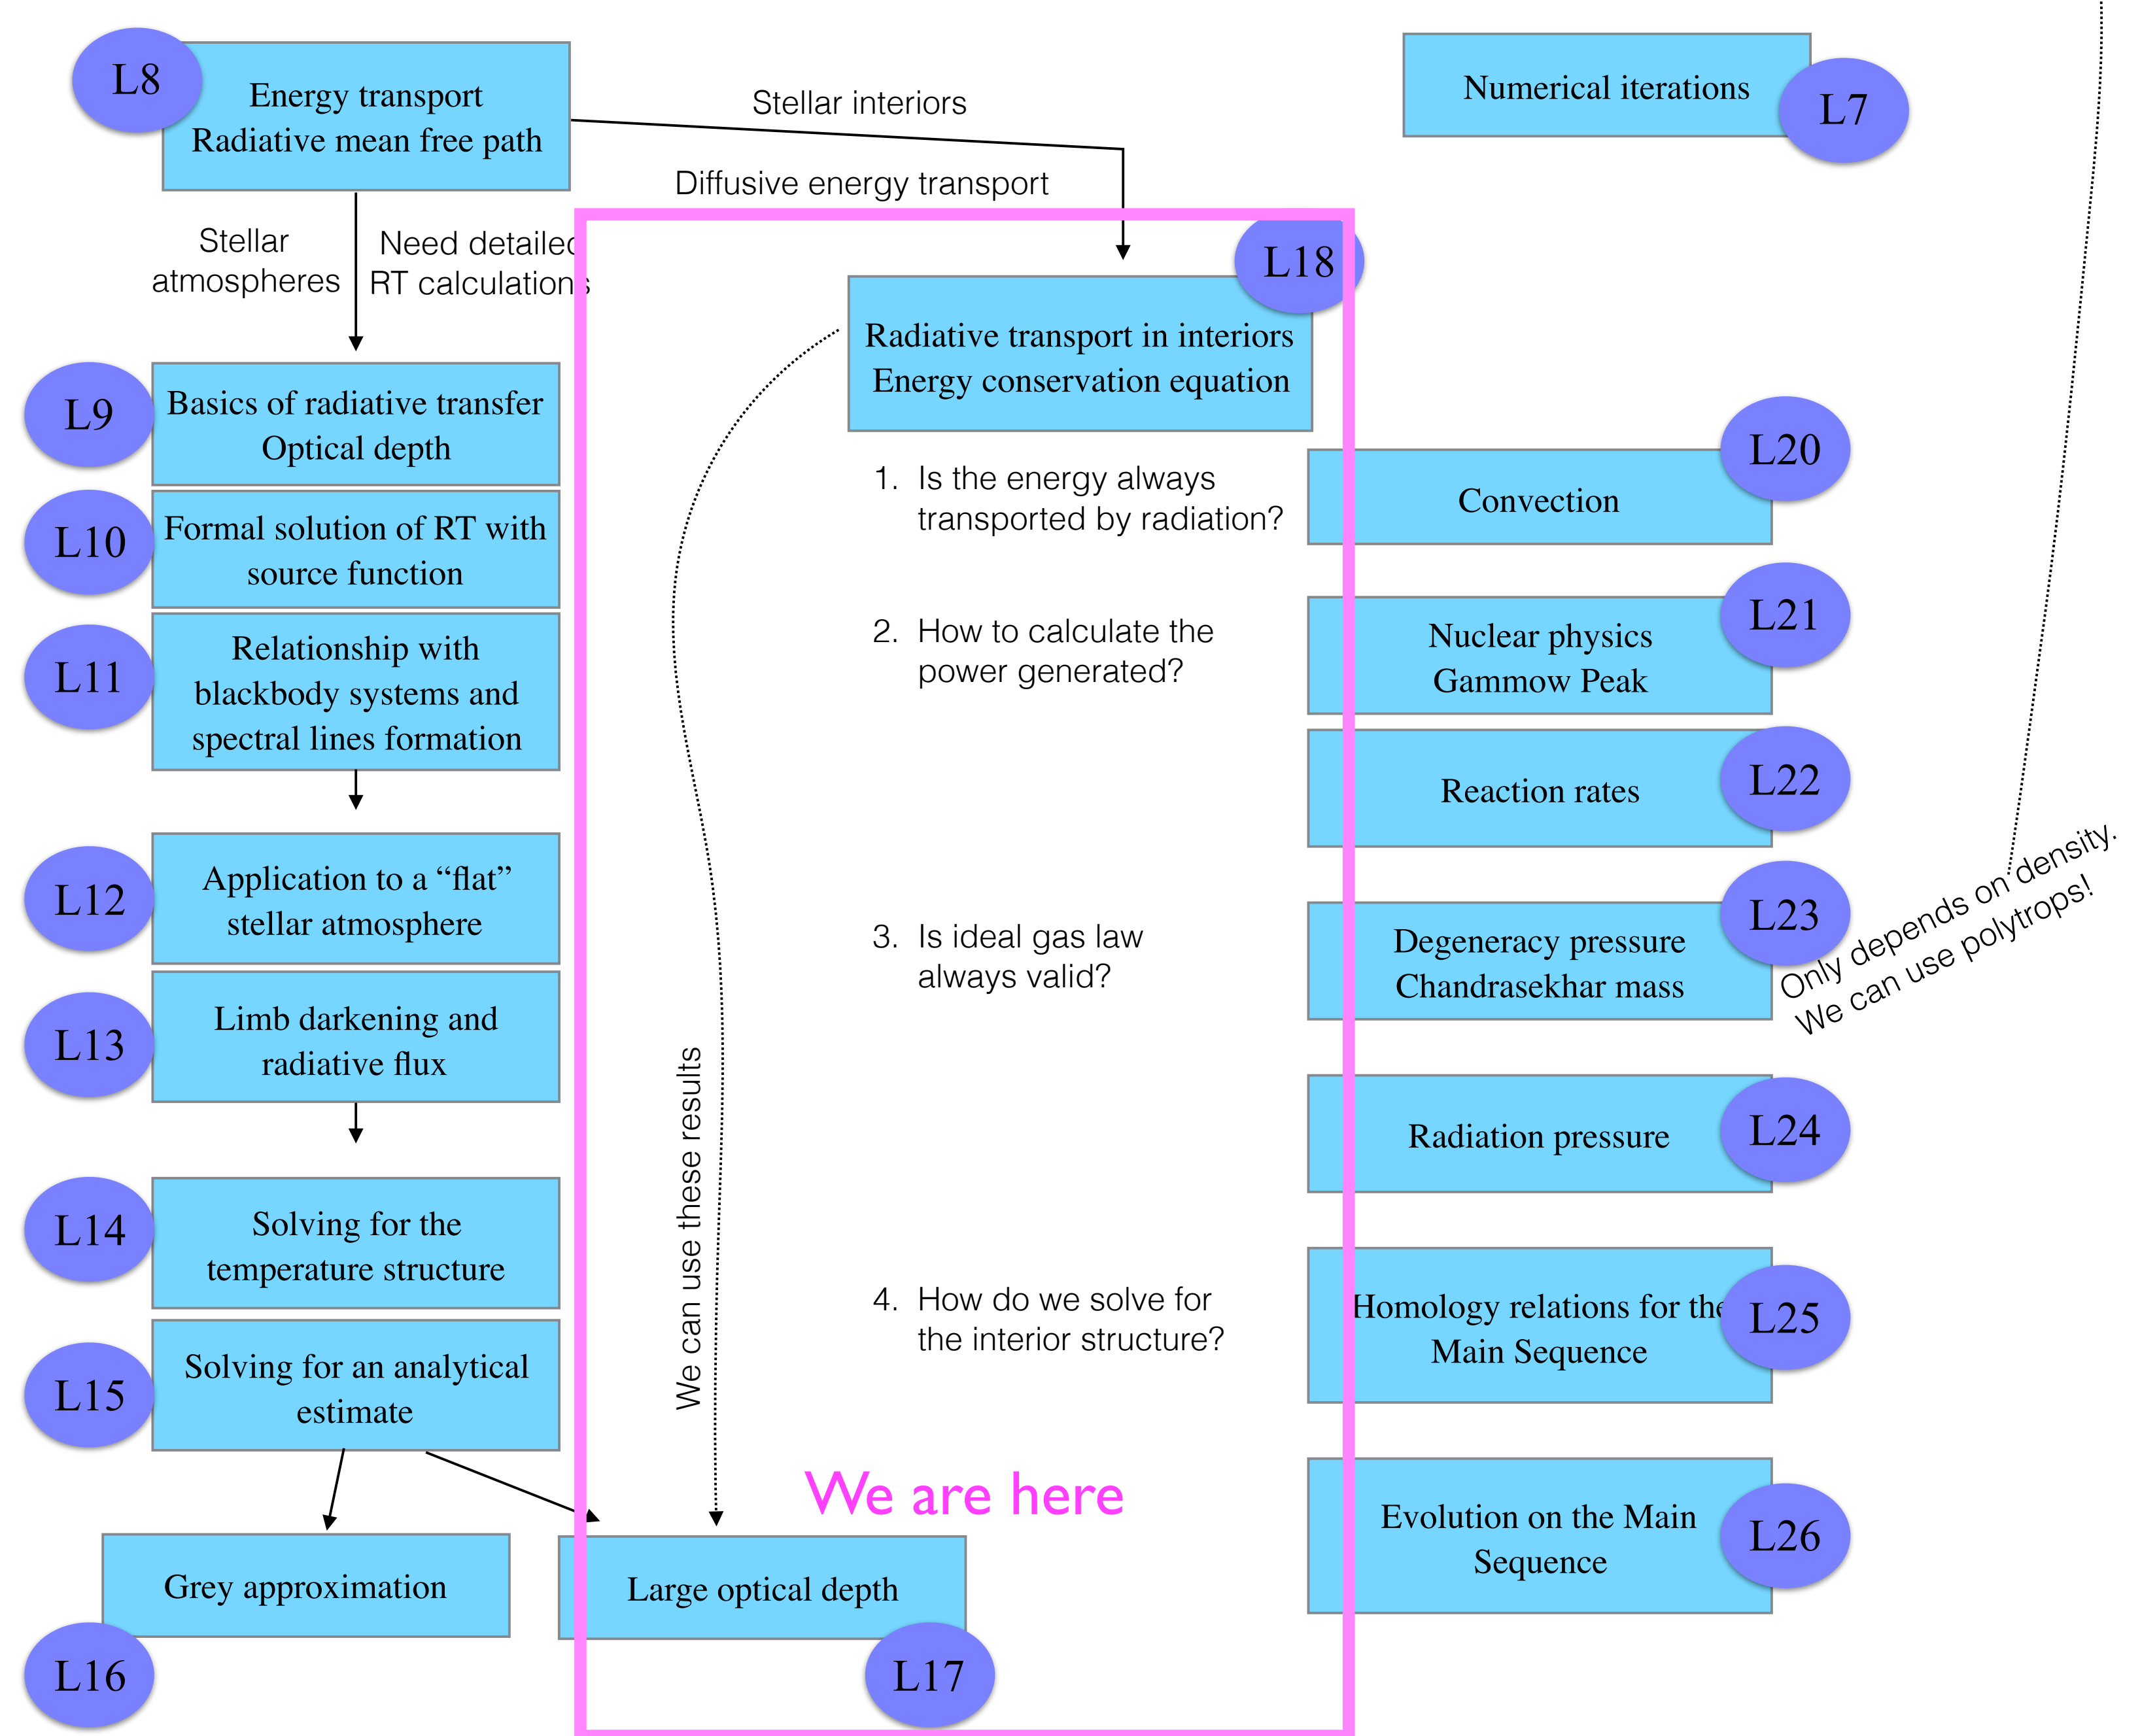 L8
Energy transport
Radiative mean free path
Stellar interiors
Diffusive energy transport
Numerical iterations
L7
Stellar
atmospheres
Need detailed
RT calculations
L9
Basics of radiative transfer
Optical depth
L10
Formal solution of RT with
source function
L11
Relationship with
blackbody systems and
spectral lines formation
L12
Application to a “flat”
stellar atmosphere
L13
Limb darkening and
radiative flux
L14
Solving for the
temperature structure
L15
Solving for an analytical
estimate
Grey approximation
L16
Large optical depth
L17
We can use these results
L18
Radiative transport in interiors
Energy conservation equation
1. Is the energy always
transported by radiation?
2. How to calculate the
power generated?
3. Is ideal gas law
always valid?
4. How do we solve for
the interior structure?
We are here
L20
Convection
L21
Nuclear physics
Gammow Peak
L22
Reaction rates
L23
Degeneracy pressure
Chandrasekhar mass
Only depends on density.
We can use polytrops!
L24
Radiation pressure
L25
Homology relations for the
Main Sequence
L26
Evolution on the Main
Sequence